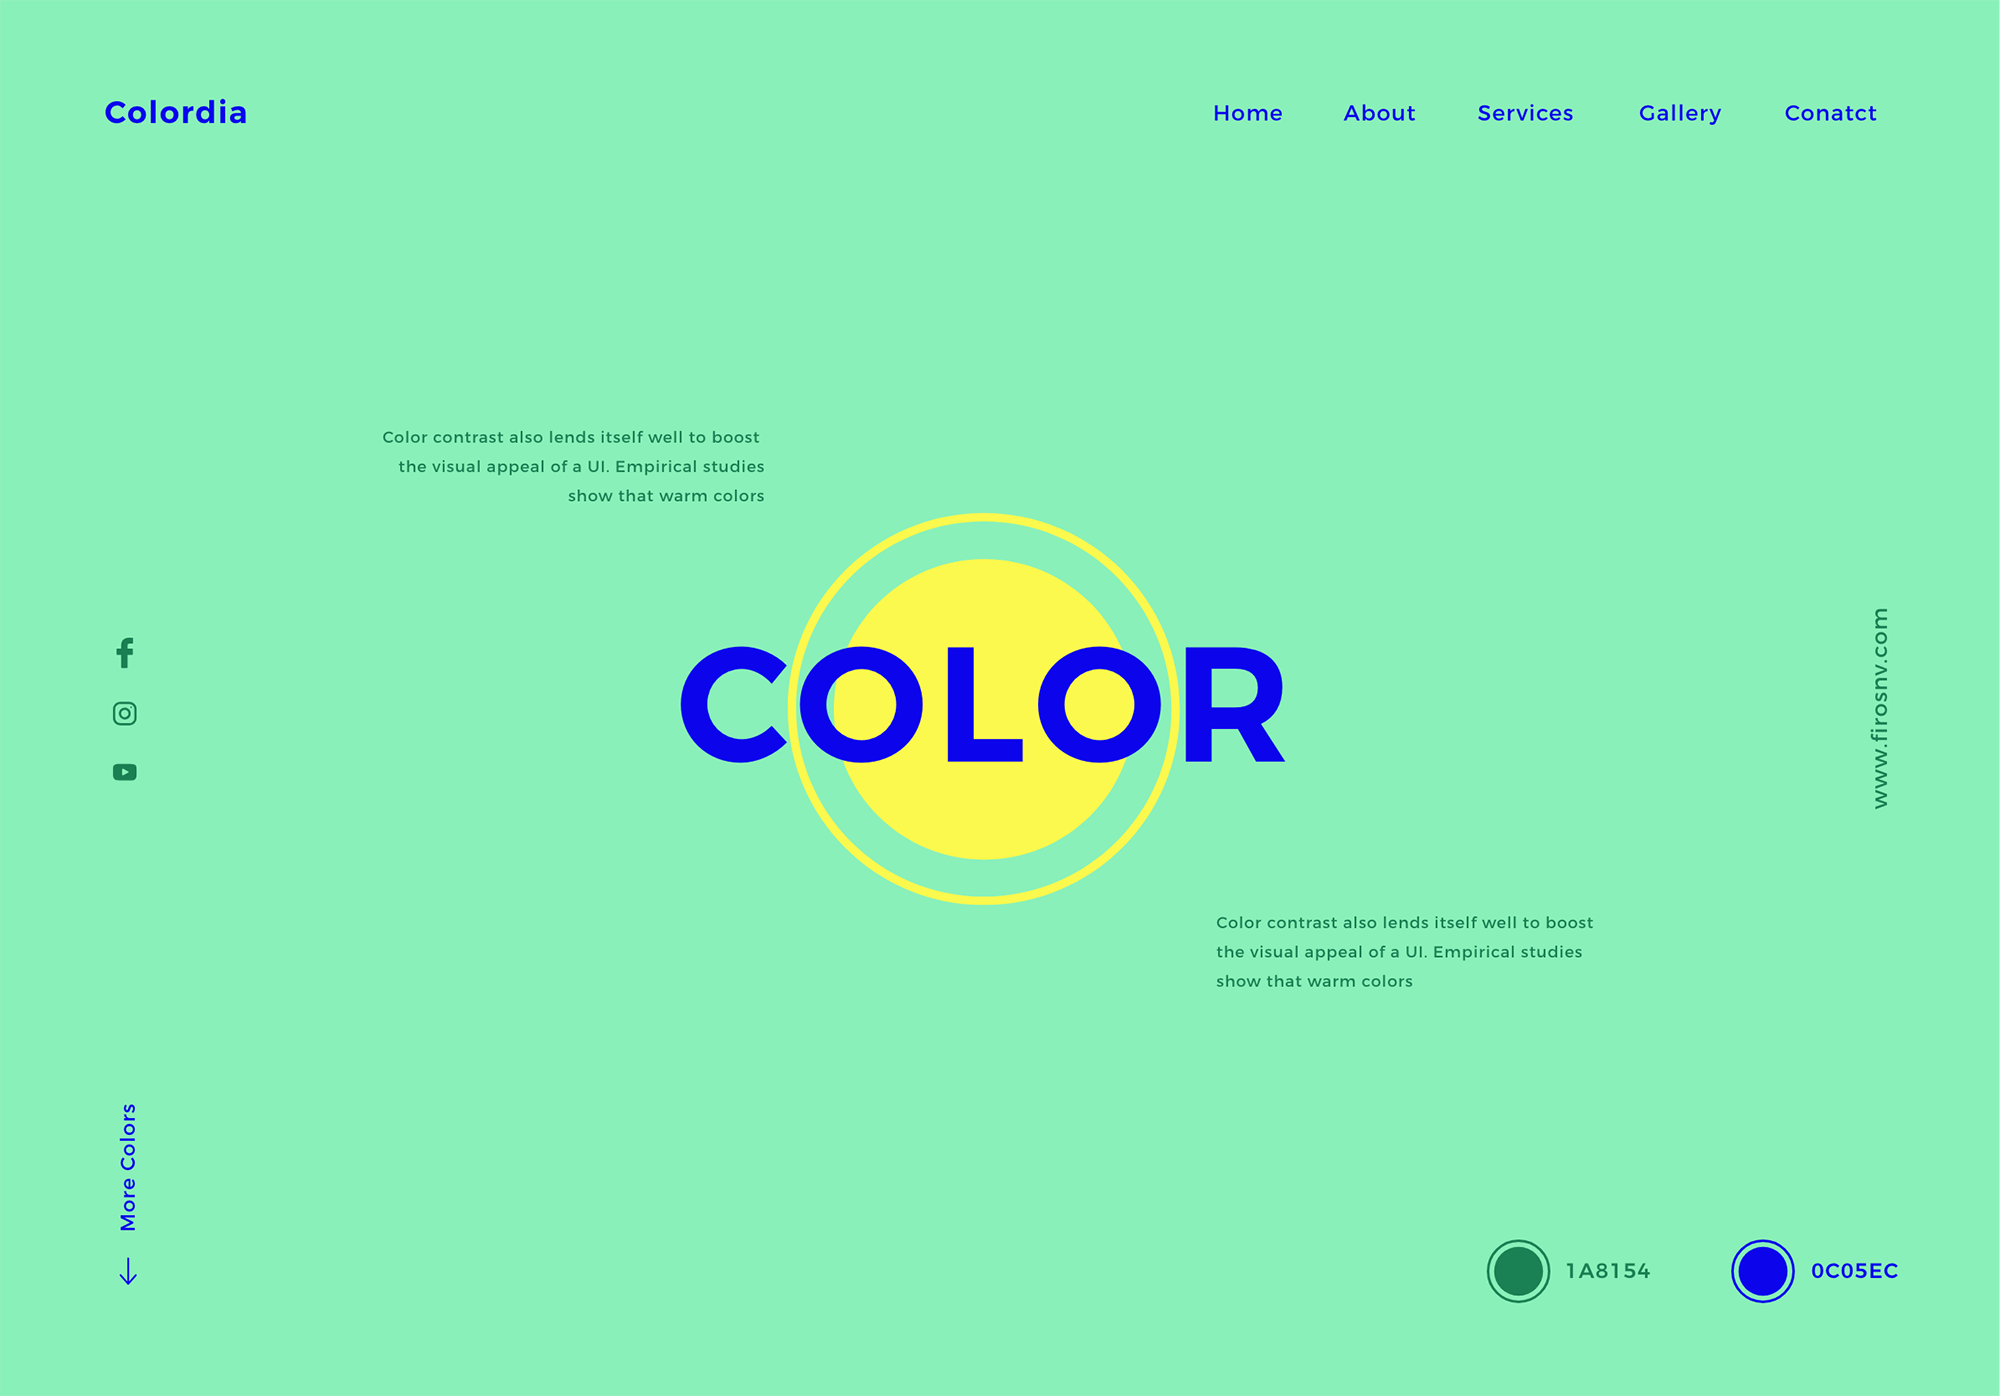 Colordia
Home About Services Gallery Conatct
Color contrast also lends itself well to boost
the visual appeal of a UI. Empirical studies
show that warm colors
COLOR
www.firosnv.com
Color contrast also lends itself well to boost
the visual appeal of a UI. Empirical studies
show that warm colors
More Colors
1A8154
0C05EC